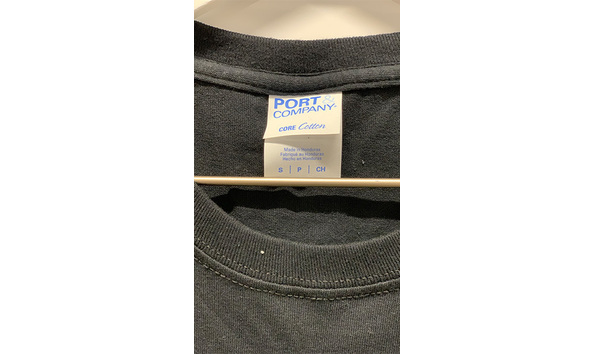 PORT &
COMPANY®
CORE Cotton
Made in Honduras
Fabriqué au Honduras
Hecho en Honduras
S | P | CH